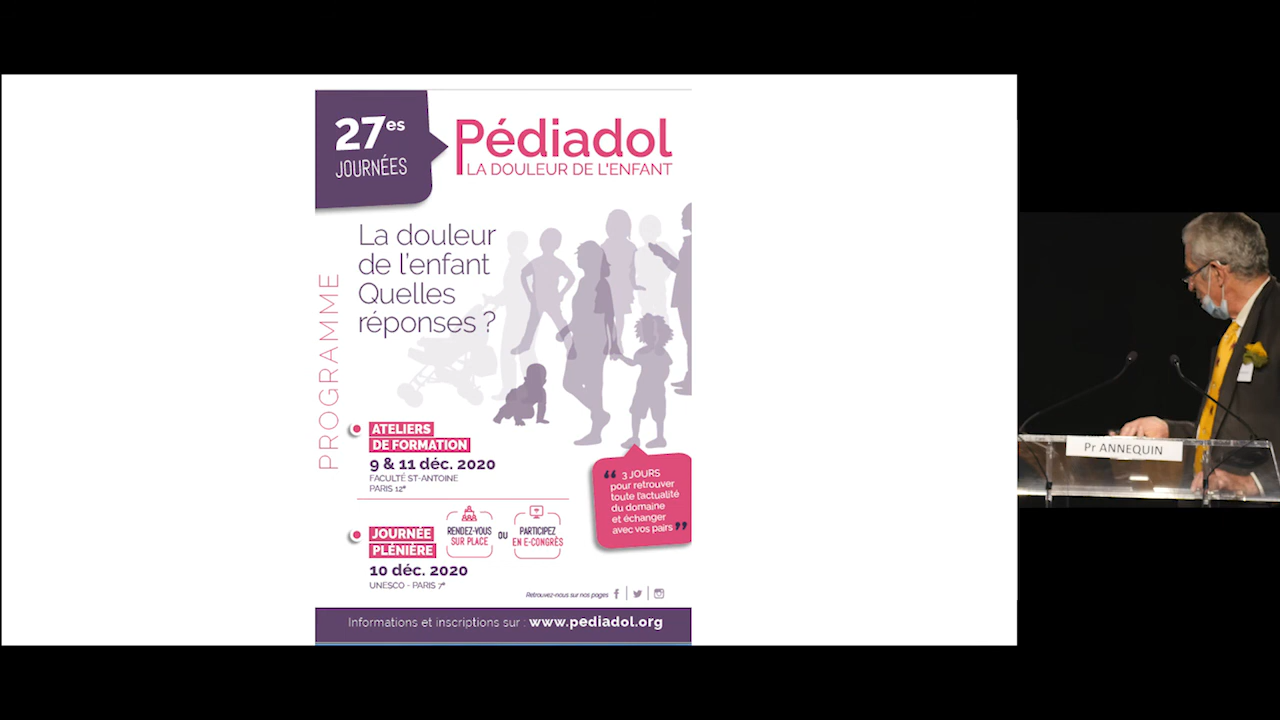 27es
JOURNÉES
Pédiadol
LA DOULEUR DE L'ENFANT
PROGRAMME
La douleur
de l'enfant
Quelles
réponses ?
ATELIERS
DE FORMATION
9 & 11 déc. 2020
FACULTÉ ST-ANTOINE
PARIS 12e
“ 3 JOURS
pour retrouver
toute l'actualité
du domaine
et échanger
avec vos pairs ”
JOURNÉE
PLÉNIÈRE
RENDEZ-VOUS
SUR PLACE
ou
PARTICIPEZ
EN E-CONGRÈS
10 déc. 2020
UNESCO - PARIS 7e
Retrouvez-nous sur nos pages
Informations et inscriptions sur : www.pediadol.org
Pr ANNEQUIN